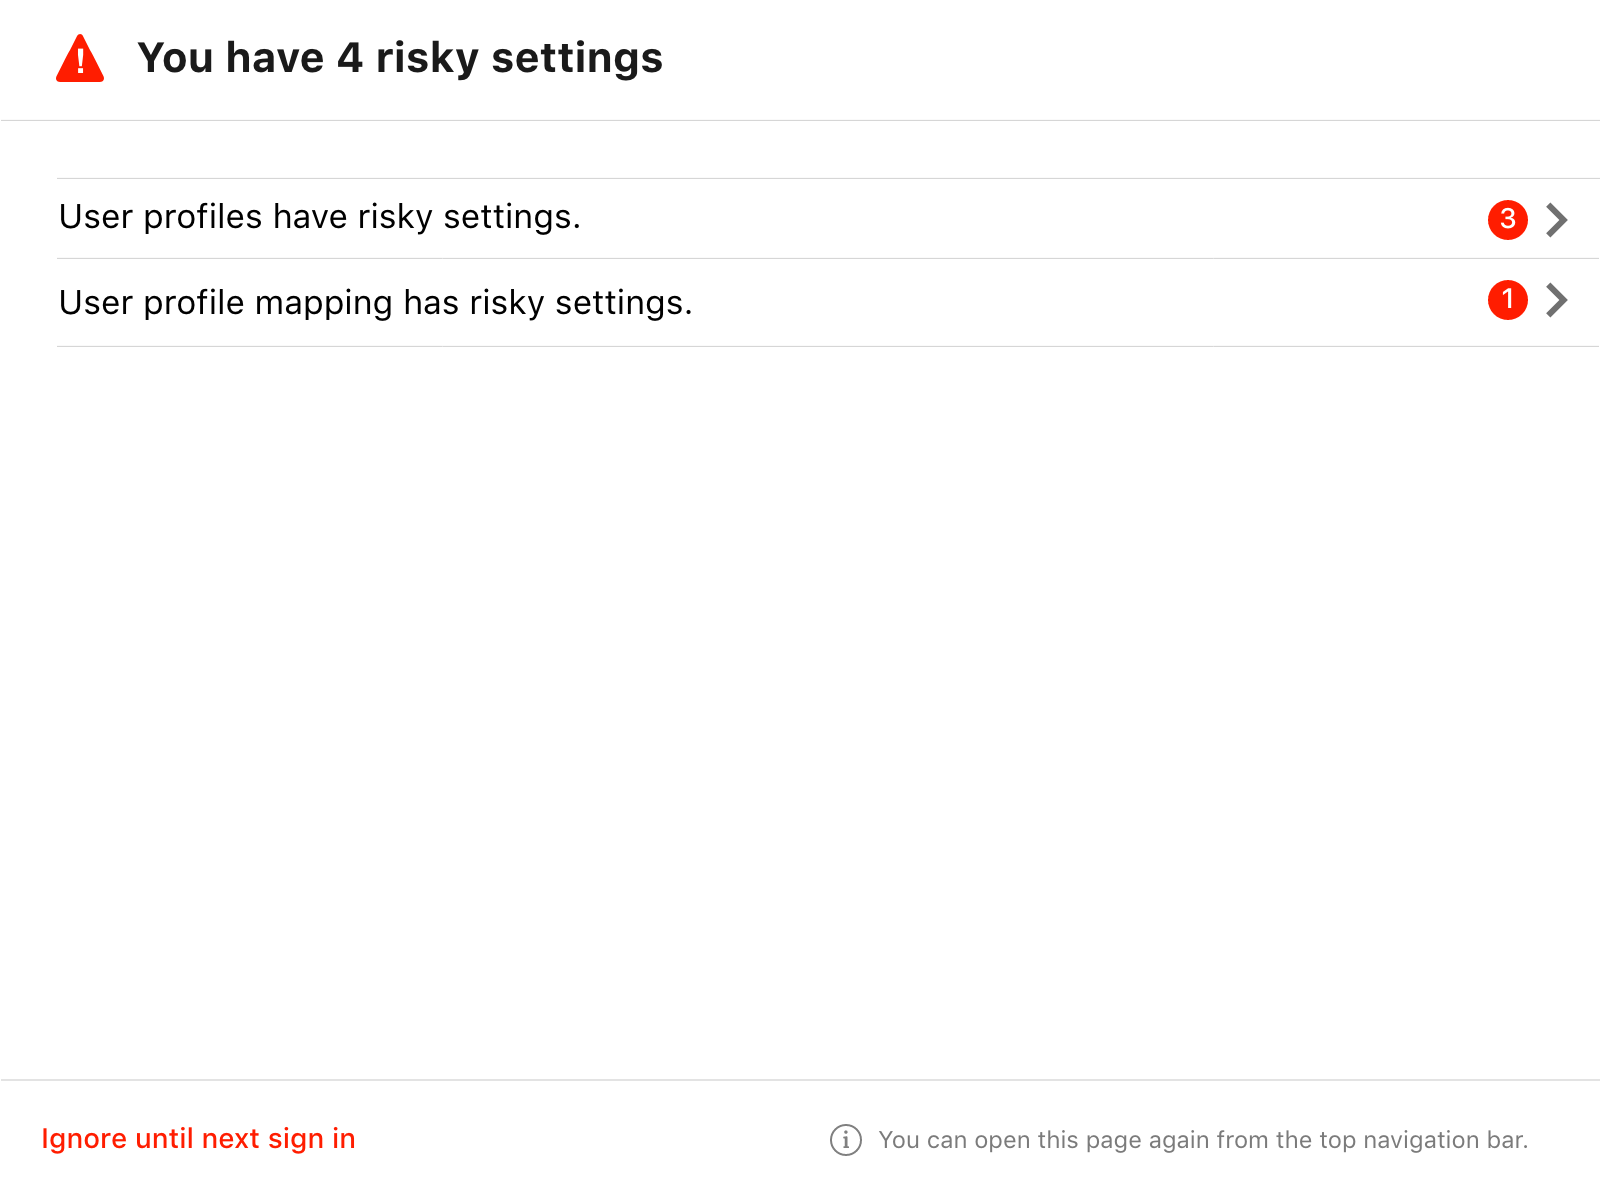 You have 4 risky settings
User profiles have risky settings.
3
User profile mapping has risky settings.
1
Ignore until next sign in
You can open this page again from the top navigation bar.